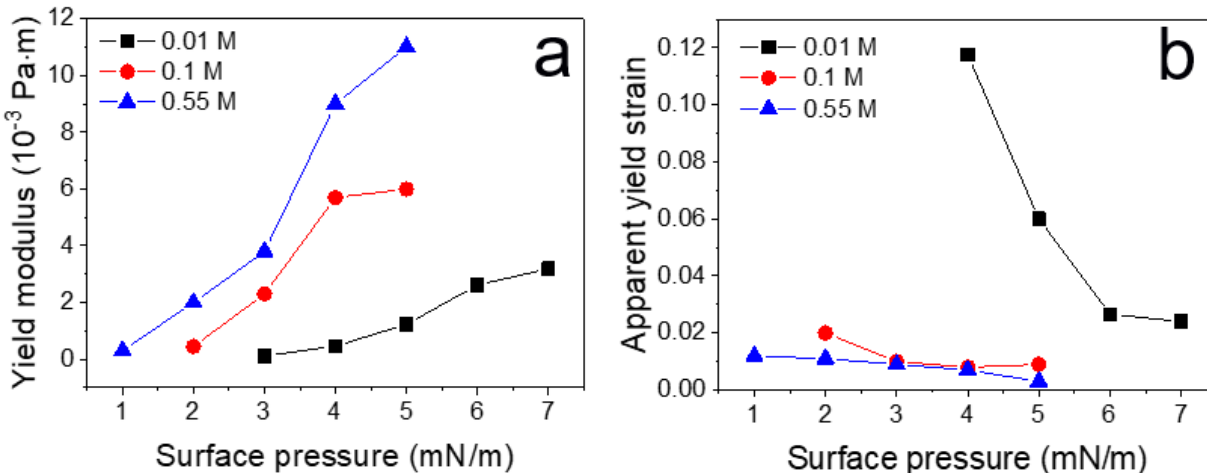 a
0.01 M
0.1 M
0.55 M
12
10
8
6
4
2
0
Yield modulus (10⁻³ Pa·m)
1 2 3 4 5 6 7
Surface pressure (mN/m)
b
0.01 M
0.1 M
0.55 M
0.12
0.10
0.08
0.06
0.04
0.02
0.00
Apparent yield strain
1 2 3 4 5 6 7
Surface pressure (mN/m)